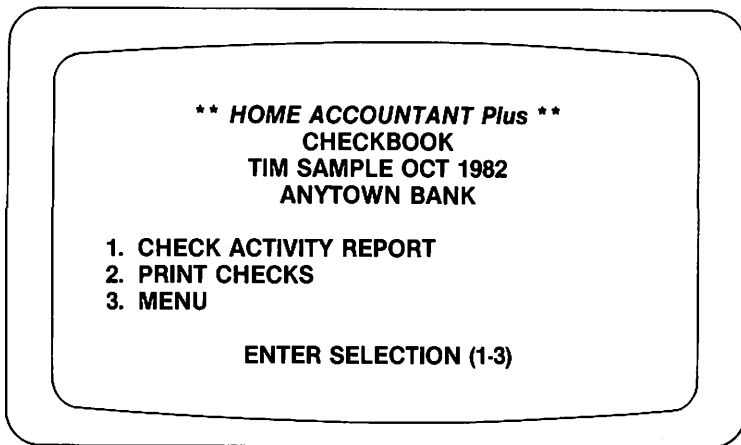 ** HOME ACCOUNTANT Plus **
CHECKBOOK
TIM SAMPLE OCT 1982
ANYTOWN BANK
1. CHECK ACTIVITY REPORT
2. PRINT CHECKS
3. MENU
ENTER SELECTION (1-3)